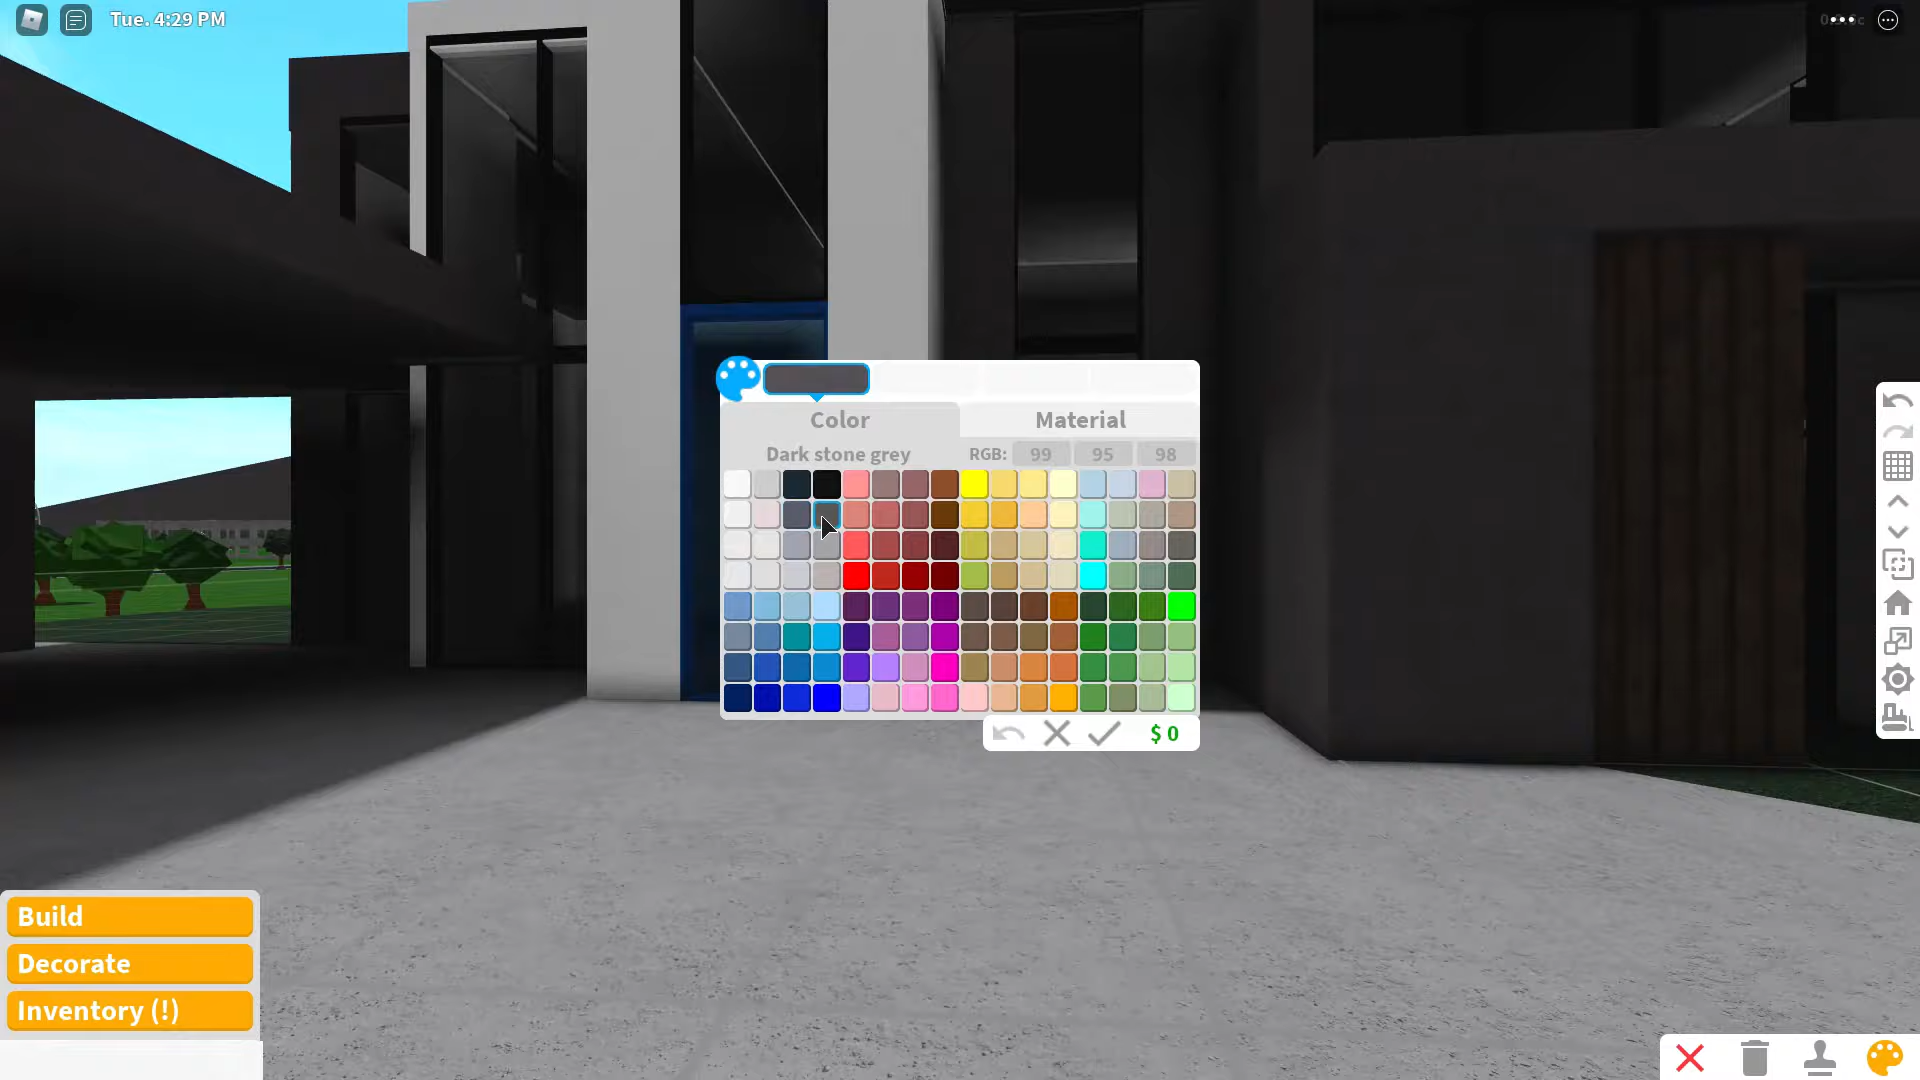 Tue. 4:29 PM
Color
Material
Dark stone grey
RGB: 99 95 98
$ 0
Build
Decorate
Inventory (!)